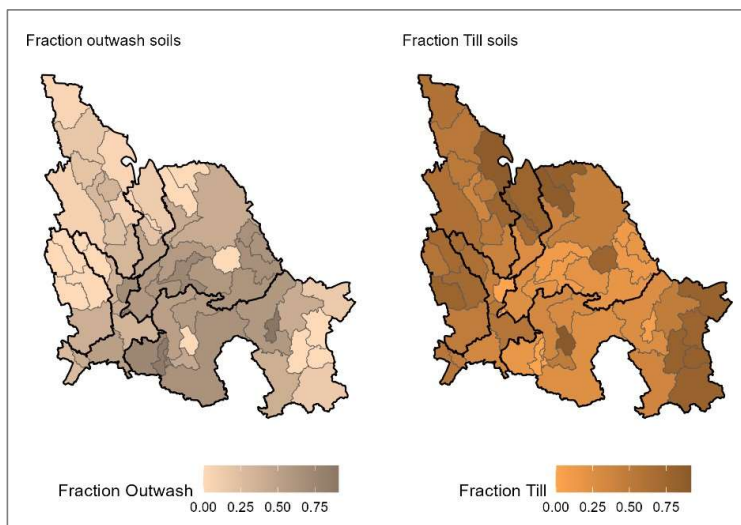 Fraction outwash soils
Fraction Till soils
Fraction Outwash
0.00 0.25 0.50 0.75
Fraction Till
0.00 0.25 0.50 0.75